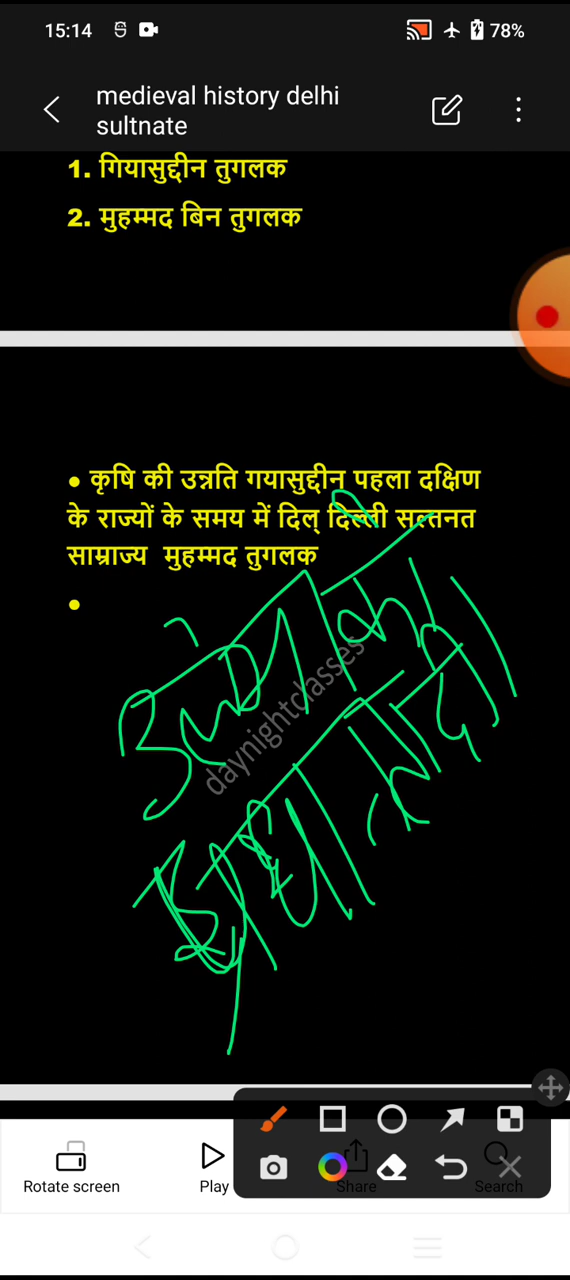 15:14
78%
medieval history delhi
sultnate
1. गियासुद्दीन तुगलक
2. मुहम्मद बिन तुगलक
• कृषि की उन्नति गयासुद्दीन पहला दक्षिण
के राज्यों के समय में दिल् दिल्ली सल्तनत
साम्राज्य मुहम्मद तुगलक
•
daynightclasses
Rotate screen
Play
Share
Search